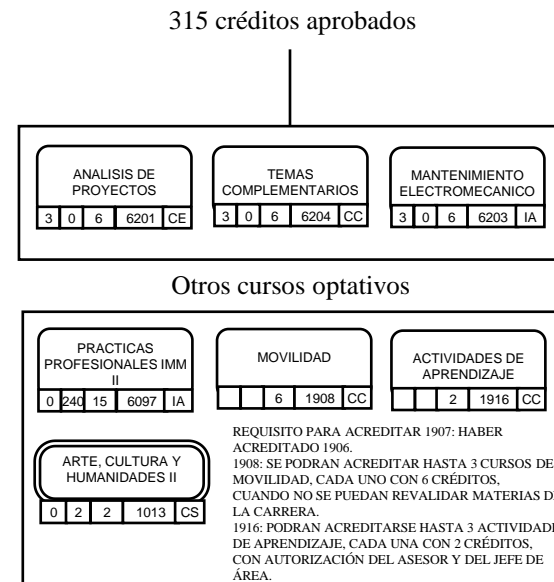 315 créditos aprobados
ANALISIS DE
PROYECTOS
3 0 6 6201 CE
TEMAS
COMPLEMENTARIOS
3 0 6 6204 CC
MANTENIMIENTO
ELECTROMECANICO
3 0 6 6203 IA
Otros cursos optativos
PRACTICAS
PROFESIONALES IMM
II
0 240 15 6097 IA
MOVILIDAD
6 1908 CC
ACTIVIDADES DE
APRENDIZAJE
2 1916 CC
ARTE, CULTURA Y
HUMANIDADES II
0 2 2 1013 CS
REQUISITO PARA ACREDITAR 1907: HABER
ACREDITADO 1906.
1908: SE PODRAN ACREDITAR HASTA 3 CURSOS DE
MOVILIDAD, CADA UNO CON 6 CRÉDITOS,
CUANDO NO SE PUEDAN REVALIDAR MATERIAS D
LA CARRERA.
1916: PODRAN ACREDITARSE HASTA 3 ACTIVIDAD
DE APRENDIZAJE, CADA UNA CON 2 CRÉDITOS,
CON AUTORIZACIÓN DEL ASESOR Y DEL JEFE DE
ÁREA.